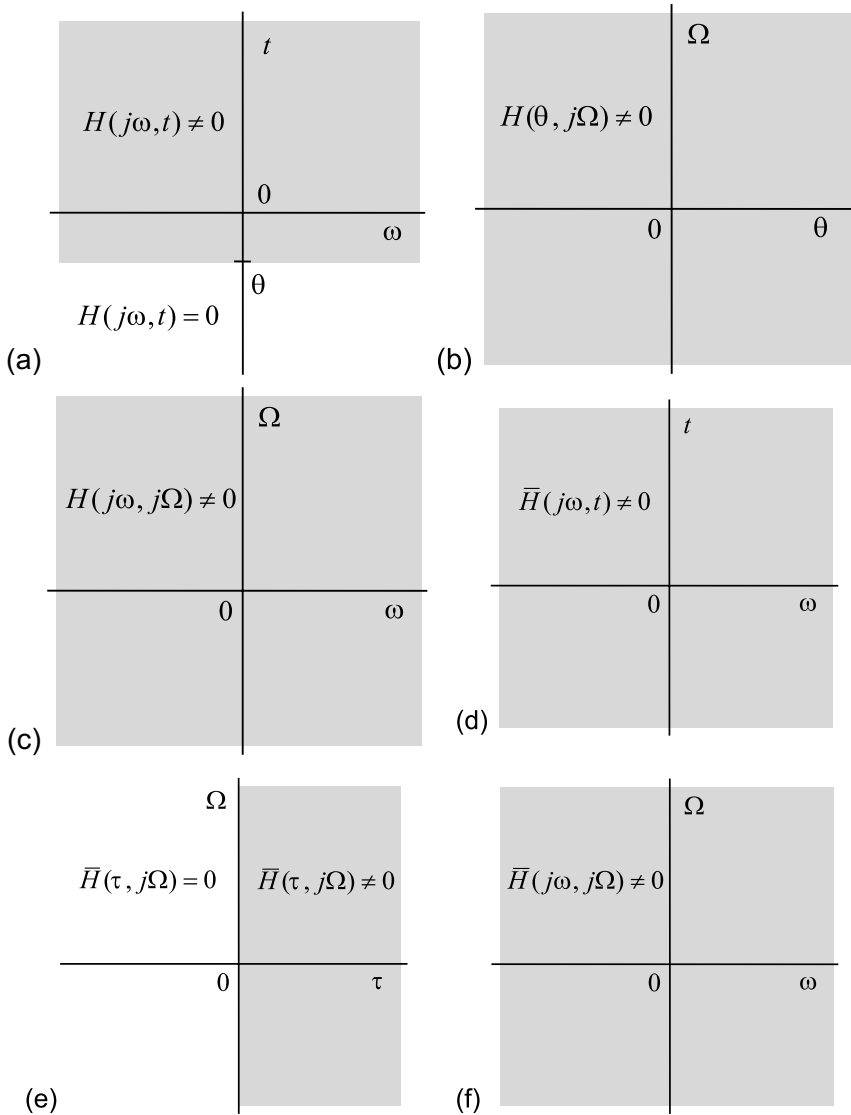 t
H(jω,t) ≠ 0
0
ω
θ
H(jω,t) = 0
(a)
Ω
H(θ, jΩ) ≠ 0
0
θ
(b)
Ω
H(jω, jΩ) ≠ 0
0
ω
(c)
t
H̅(jω,t) ≠ 0
0
ω
(d)
Ω
H̅(τ, jΩ) = 0
H̅(τ, jΩ) ≠ 0
0
τ
(e)
Ω
H̅(jω, jΩ) ≠ 0
0
ω
(f)